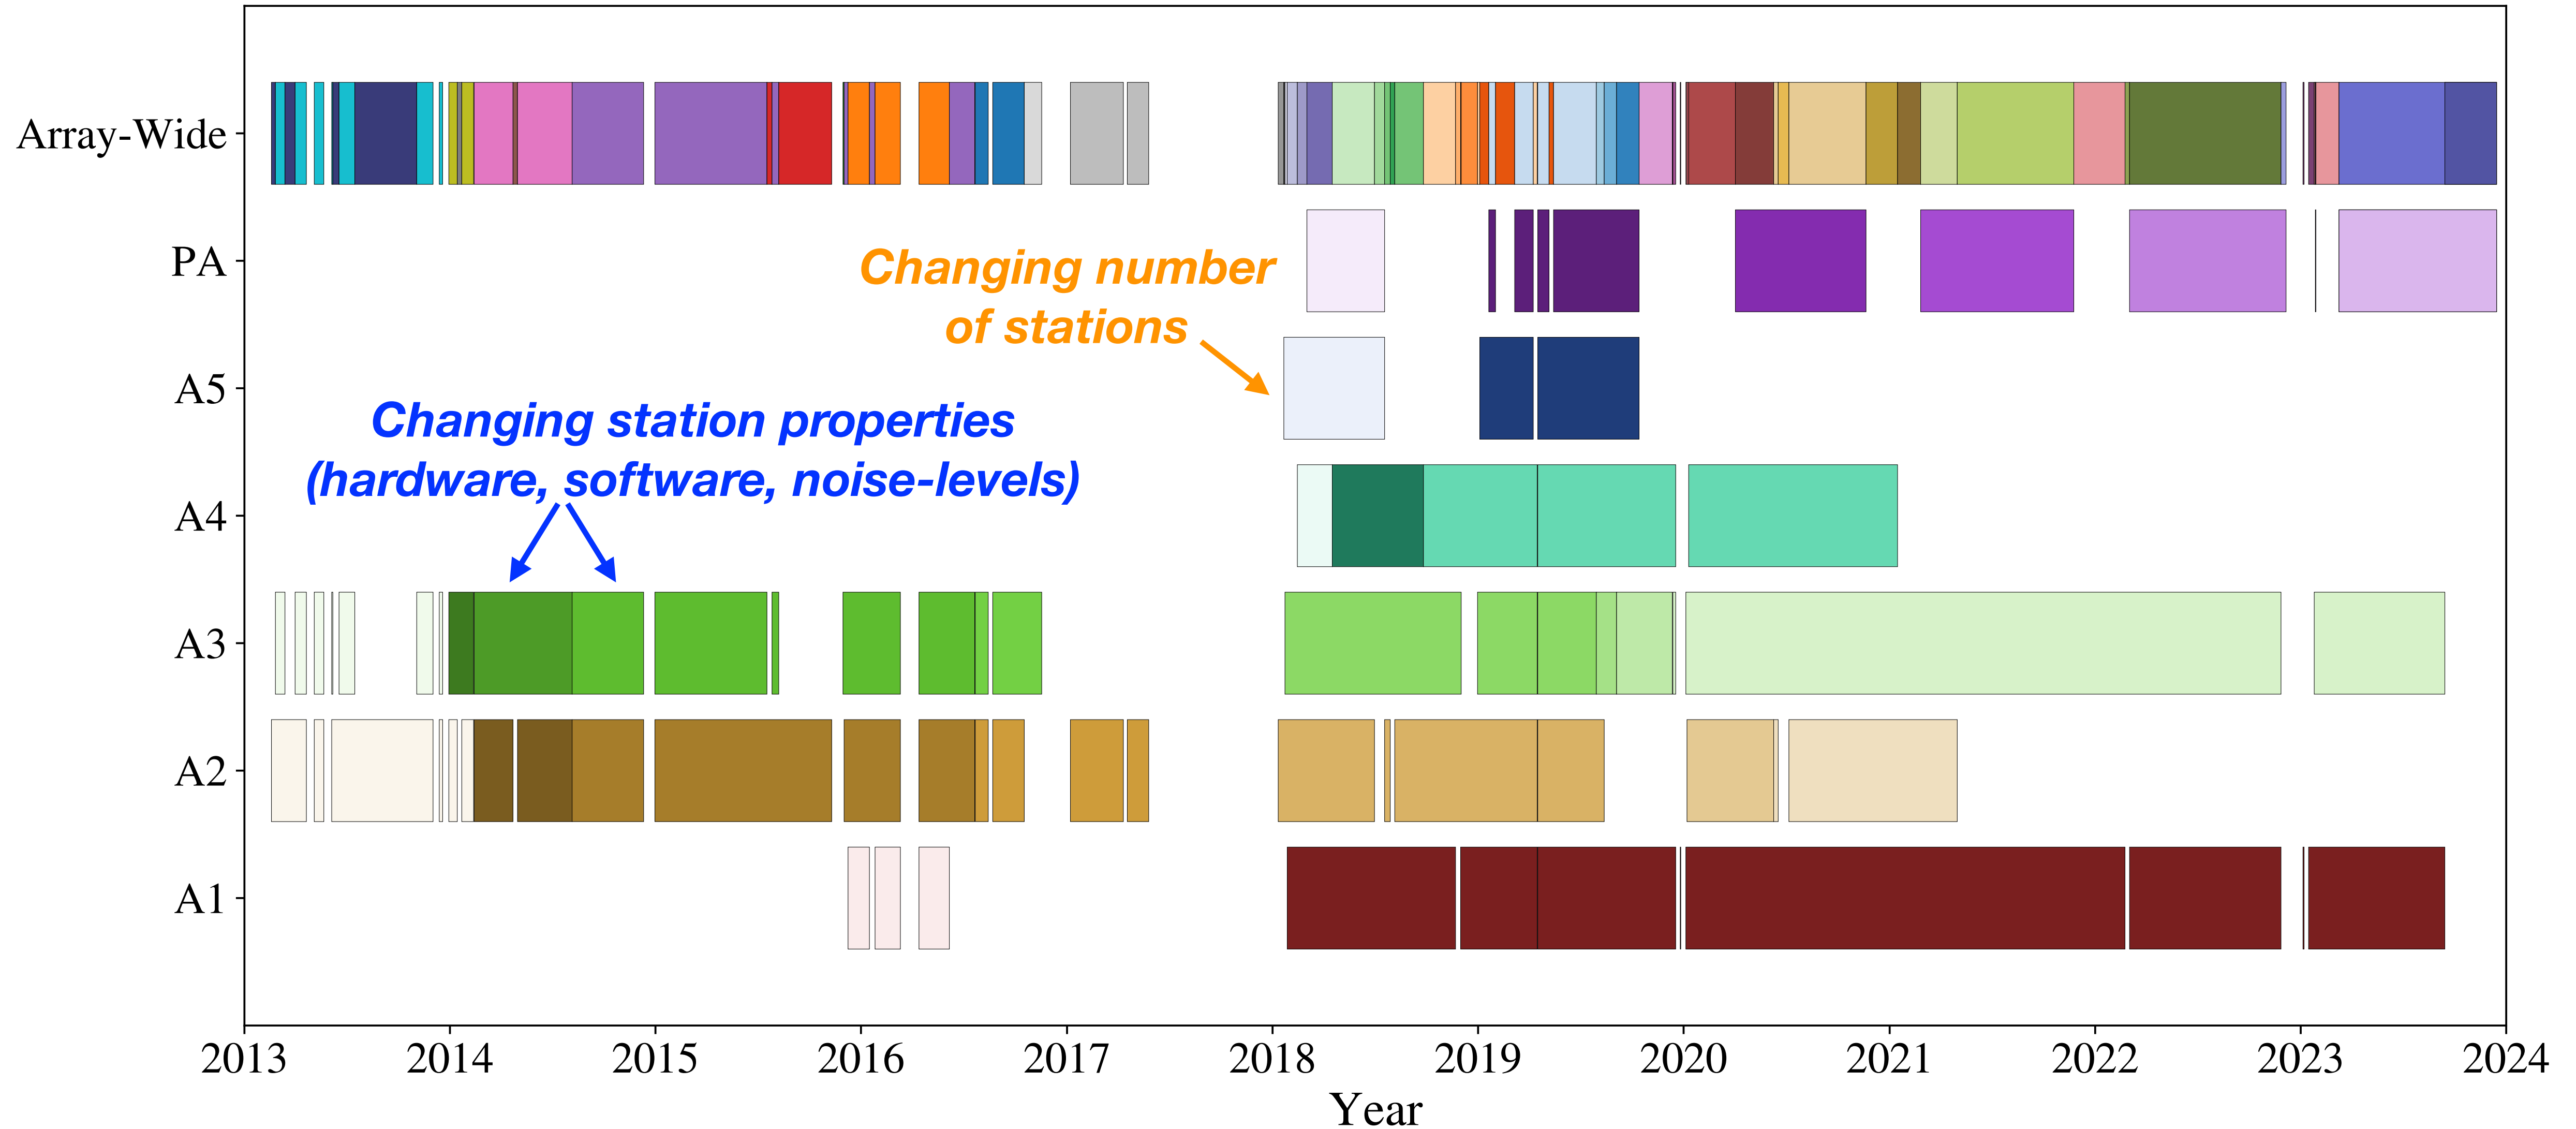 Array-Wide
PA
Changing number
of stations
A5
Changing station properties
(hardware, software, noise-levels)
A4
A3
A2
A1
2013 2014 2015 2016 2017 2018 2019 2020 2021 2022 2023 2024
Year